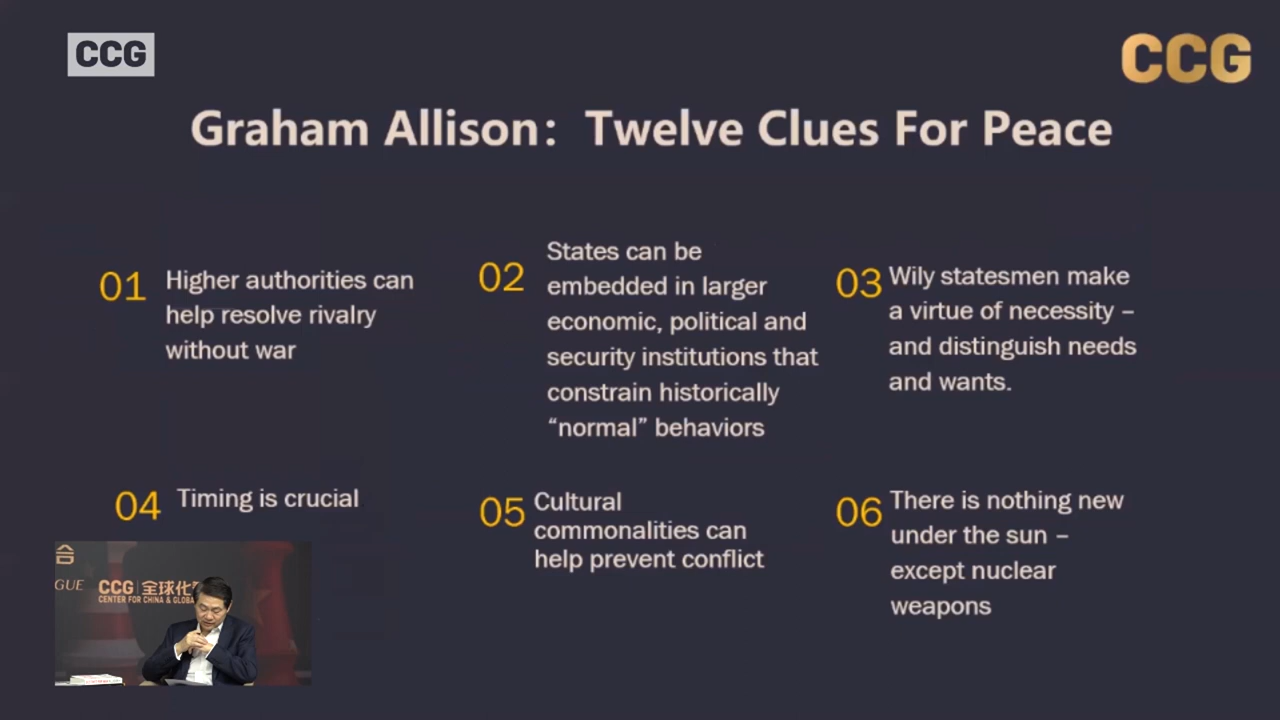 CCG
CCG
Graham Allison: Twelve Clues For Peace
01
Higher authorities can
help resolve rivalry
without war
02
States can be
embedded in larger
economic, political and
security institutions that
constrain historically
“normal” behaviors
03
Wily statesmen make
a virtue of necessity –
and distinguish needs
and wants.
04
Timing is crucial
05
Cultural
commonalities can
help prevent conflict
06
There is nothing new
under the sun –
except nuclear
weapons
GUE
CCG 全球化
CENTER FOR CHINA & GLOBA